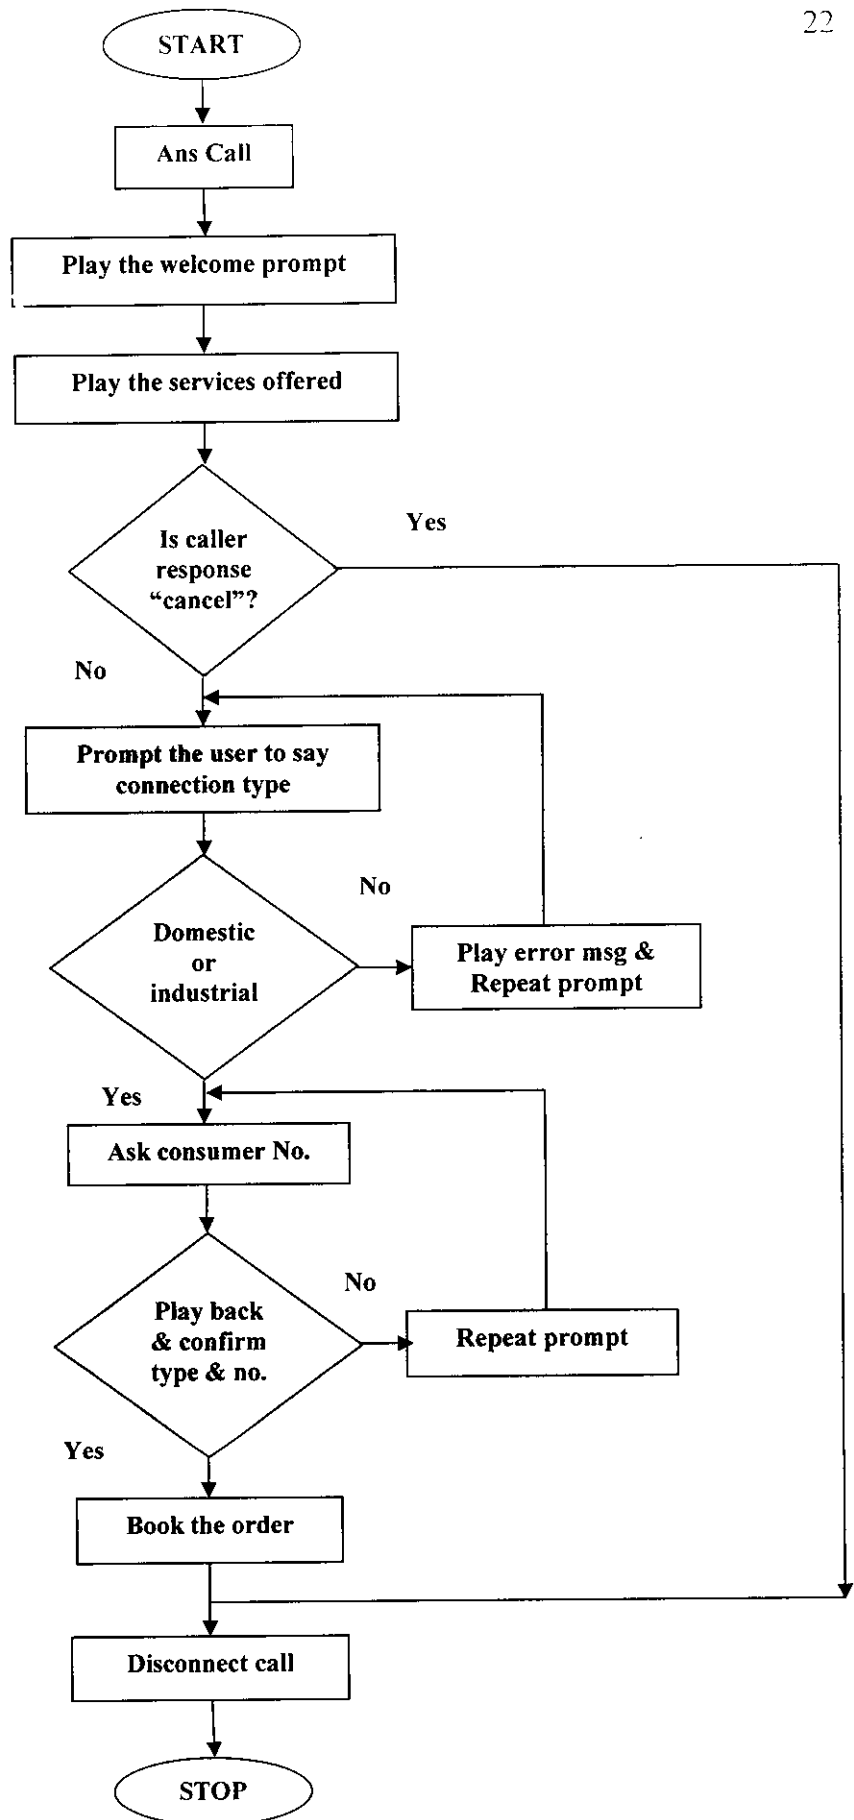 22
START
Ans Call
Play the welcome prompt
Play the services offered
Is caller
response
“cancel”?
Yes
No
Prompt the user to say
connection type
Domestic
or
industrial
No
Play error msg &
Repeat prompt
Yes
Ask consumer No.
Play back
& confirm
type & no.
No
Repeat prompt
Yes
Book the order
Disconnect call
STOP